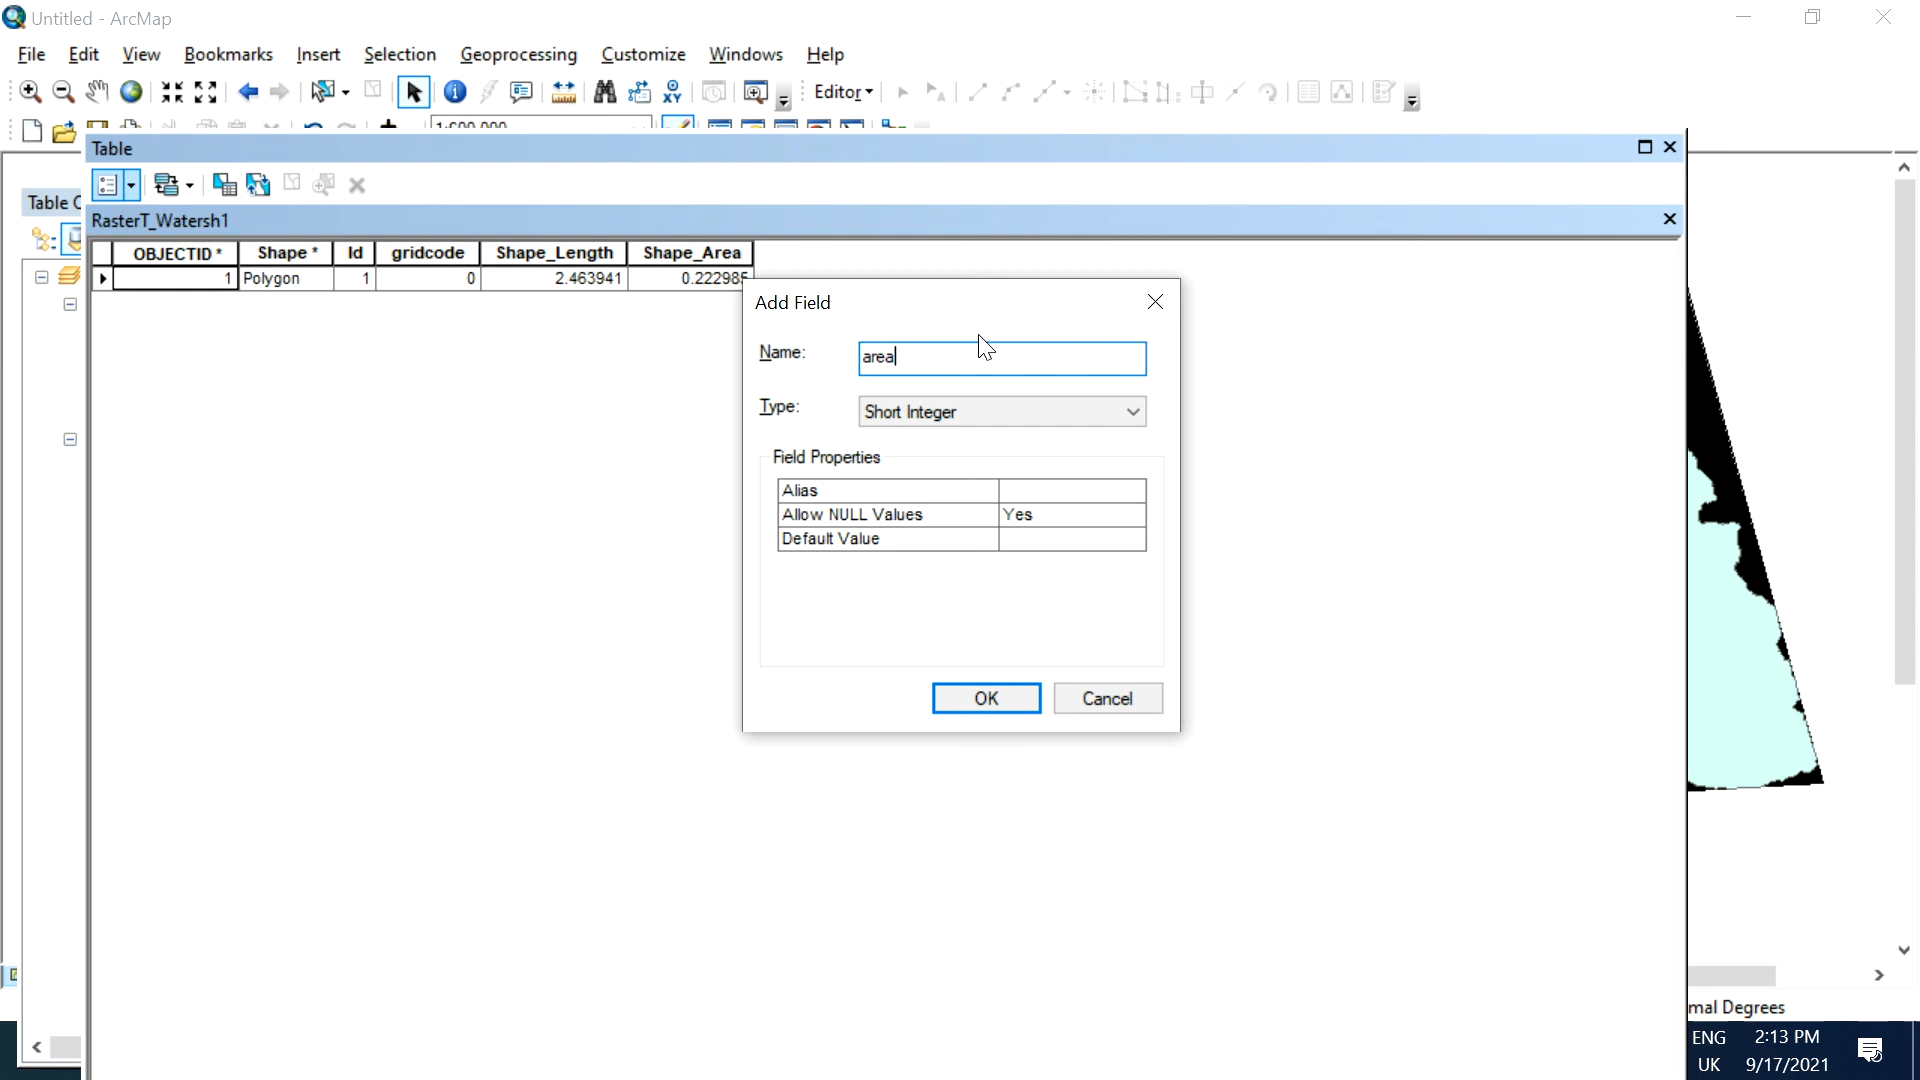 Untitled - ArcMap
File Edit View Bookmarks Insert Selection Geoprocessing Customize Windows Help
Editor
Table
Table
RasterT_Watersh1
OBJECTID * Shape * Id gridcode Shape_Length Shape_Area
1 Polygon 1 0 2.463941 0.222985
Add Field
Name: area
Type: Short Integer
Field Properties
Alias
Allow NULL Values Yes
Default Value
OK Cancel
mal Degrees
ENG 2:13 PM
UK 9/17/2021